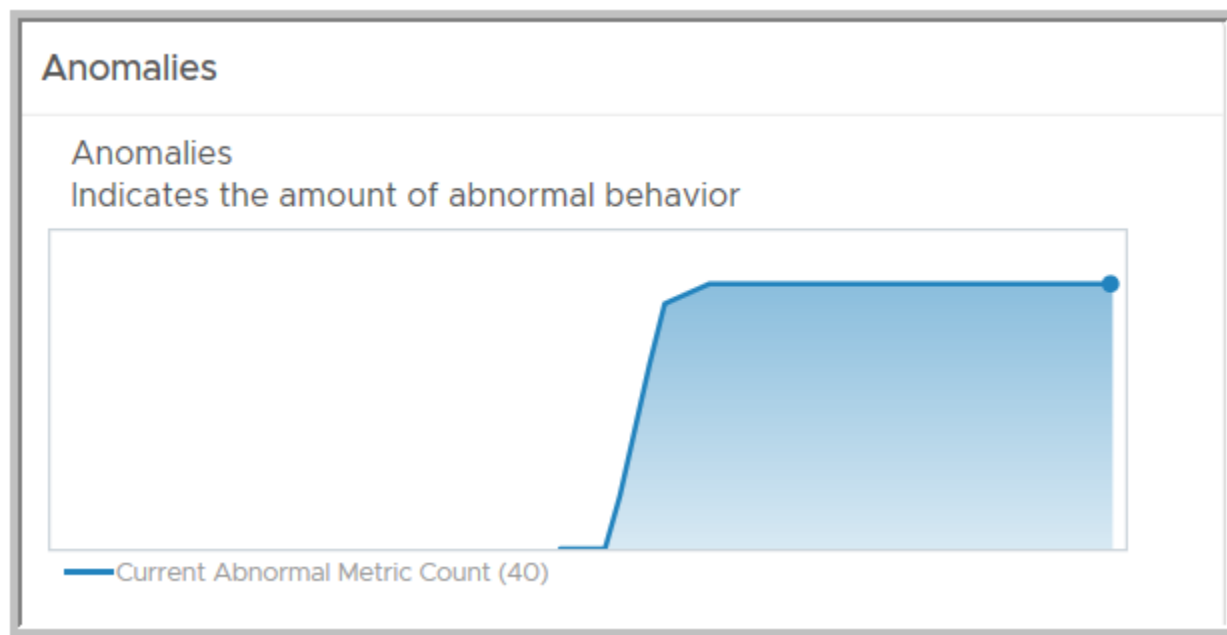 Anomalies
Anomalies
Indicates the amount of abnormal behavior
Current Abnormal Metric Count (40)